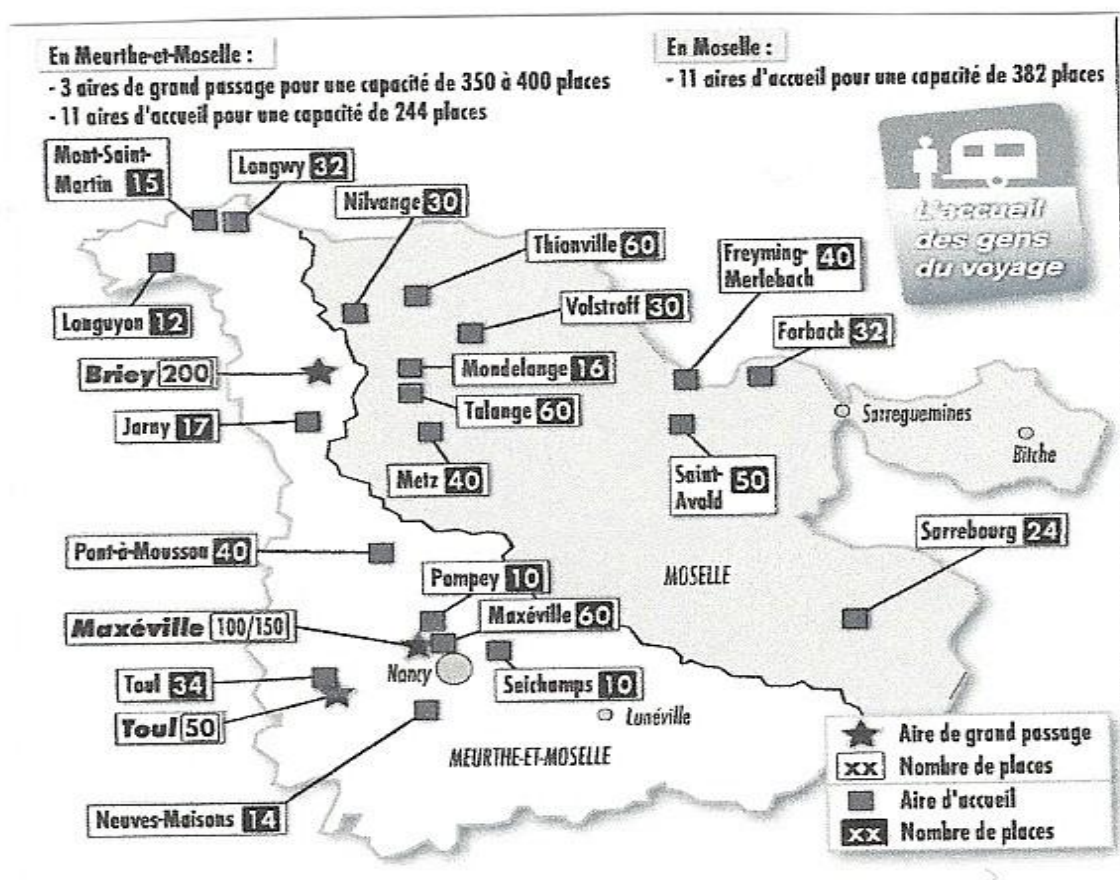 En Meurthe-et-Moselle :
- 3 aires de grand passage pour une capacité de 350 à 400 places
- 11 aires d'accueil pour une capacité de 244 places
En Moselle :
- 11 aires d'accueil pour une capacité de 382 places
L'accueil
des gens
du voyage
Mont-Saint-
Martin 15
Longwy 32
Nilvange 30
Thionville 60
Freyming-
Merlebach 40
Longuyon 12
Volstroff 30
Forbach 32
Briey 200
Mondelange 16
Talange 60
Jarny 17
Sarreguemines
Bitche
Metz 40
Saint-
Avold 50
Sarrebourg 24
Pont-à-Mousson 40
Pompey 10
MOSELLE
Maxéville 100/150
Maxéville 60
Nancy
Toul 34
Seichamps 10
Toul 50
Lunéville
MEURTHE-ET-MOSELLE
Neuves-Maisons 14
Aire de grand passage
xx Nombre de places
Aire d'accueil
xx Nombre de places